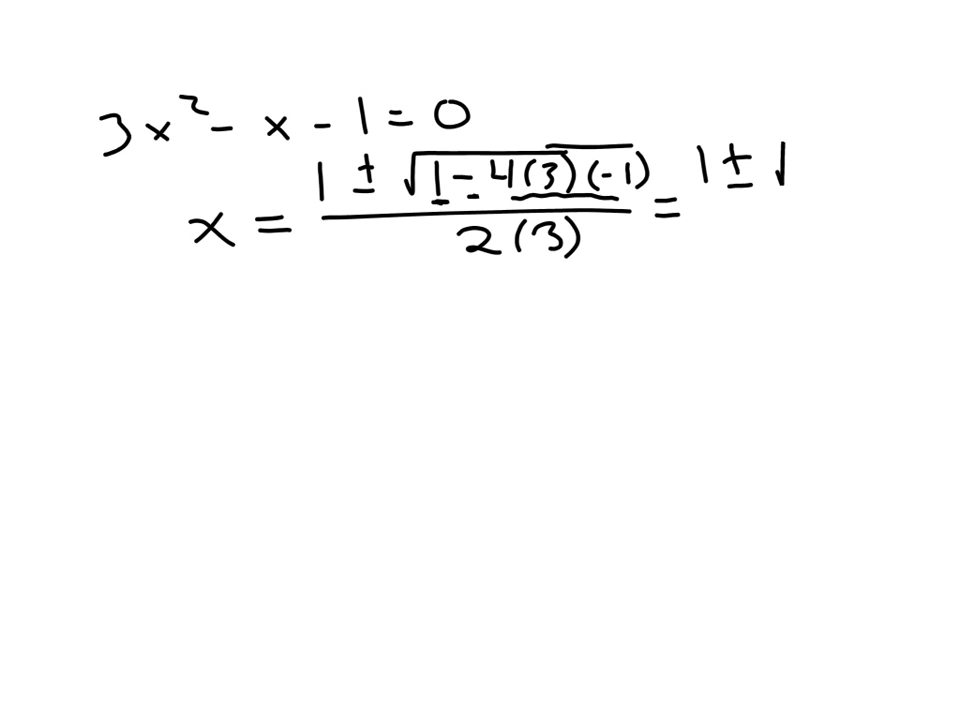 3x² - x - 1 = 0
x = (1 ± √(1 - 4(3)(-1))) / 2(3) = 1 ± √